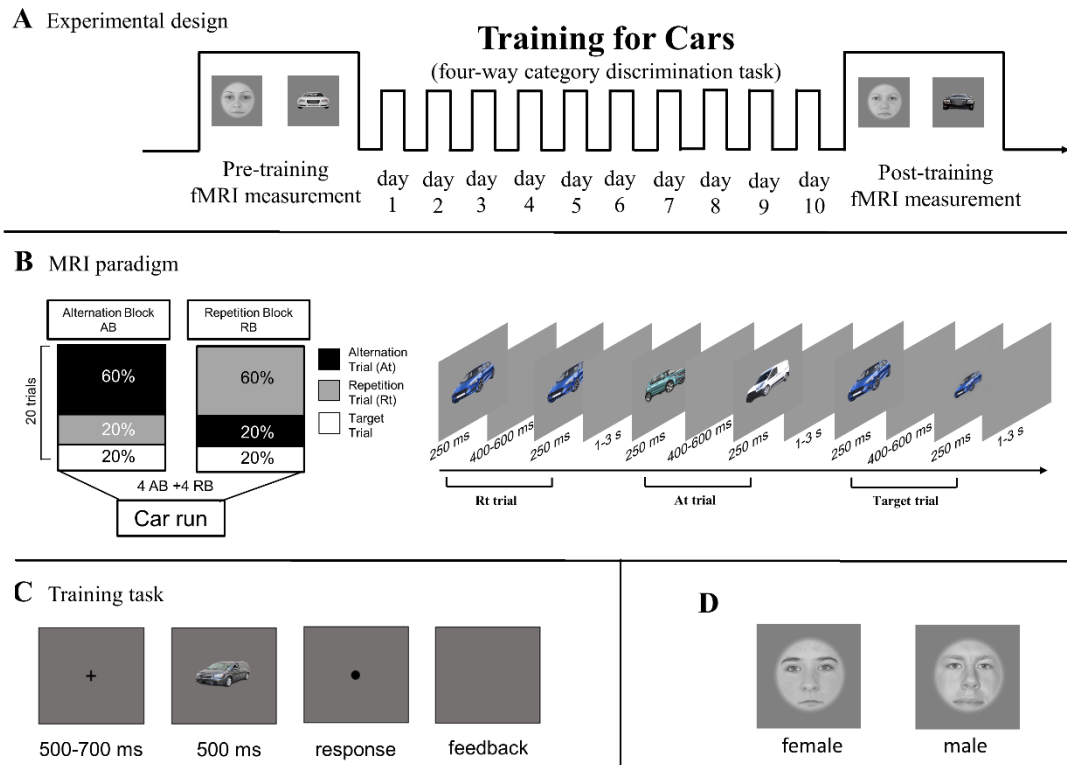 A Experimental design
Training for Cars
(four-way category discrimination task)
Pre-training
fMRI measurement
day
1
day
2
day
3
day
4
day
5
day
6
day
7
day
8
day
9
day
10
Post-training
fMRI measurement
B MRI paradigm
Alternation Block
AB
Repetition Block
RB
20 trials
60%
20%
20%
60%
20%
20%
Alternation
Trial (At)
Repetition
Trial (Rt)
Target
Trial
4 AB +4 RB
Car run
250 ms
400-600 ms
250 ms
1-3 s
250 ms
400-600 ms
250 ms
1-3 s
250 ms
400-600 ms
250 ms
1-3 s
Rt trial
At trial
Target trial
C Training task
+
500-700 ms
500 ms
response
feedback
D
female
male